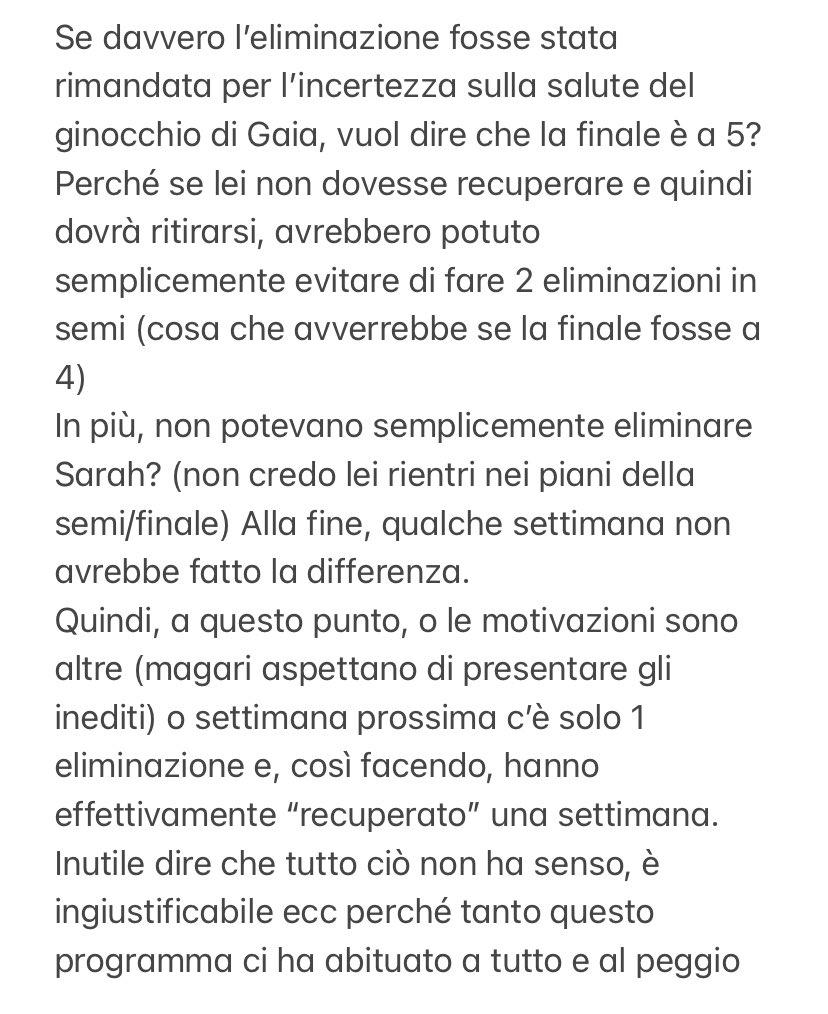 Se davvero l’eliminazione fosse stata
rimandata per l’incertezza sulla salute del
ginocchio di Gaia, vuol dire che la finale è a 5?
Perché se lei non dovesse recuperare e quindi
dovrà ritirarsi, avrebbero potuto
semplicemente evitare di fare 2 eliminazioni in
semi (cosa che avverrebbe se la finale fosse a
4)
In più, non potevano semplicemente eliminare
Sarah? (non credo lei rientri nei piani della
semi/finale) Alla fine, qualche settimana non
avrebbe fatto la differenza.
Quindi, a questo punto, o le motivazioni sono
altre (magari aspettano di presentare gli
inediti) o settimana prossima c’è solo 1
eliminazione e, così facendo, hanno
effettivamente “recuperato” una settimana.
Inutile dire che tutto ciò non ha senso, è
ingiustificabile ecc perché tanto questo
programma ci ha abituato a tutto e al peggio